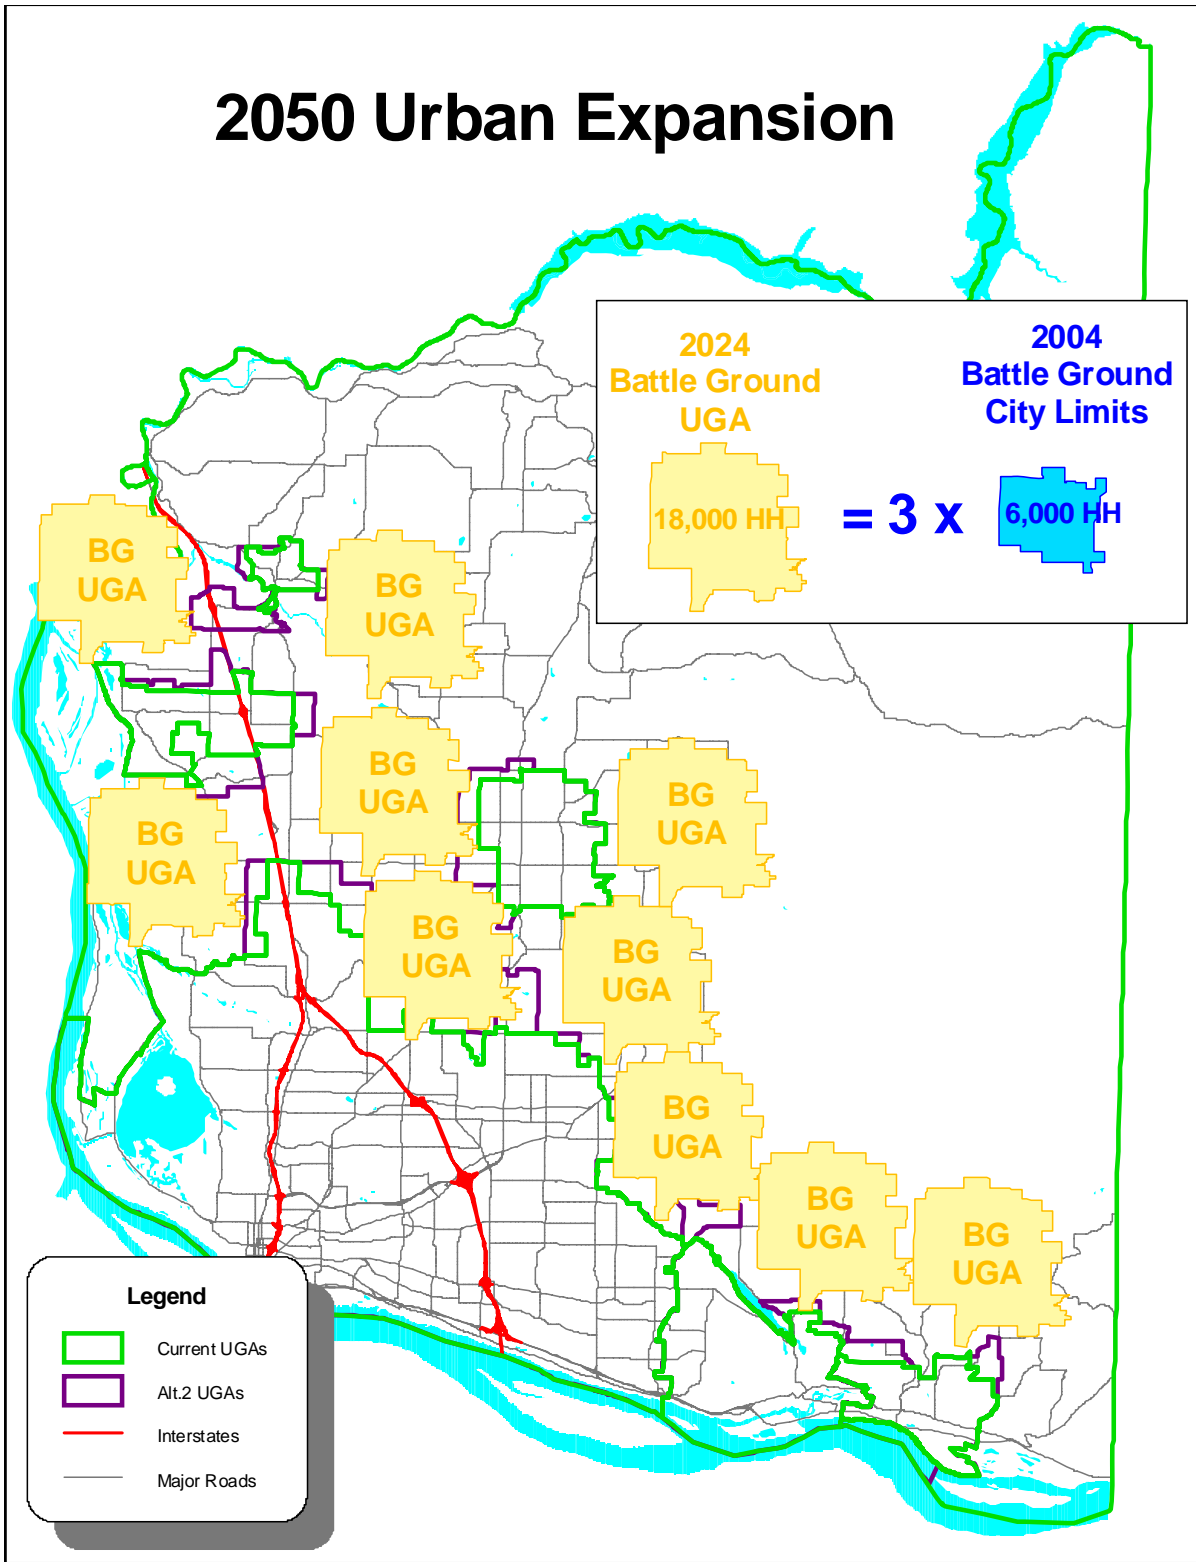 2050 Urban Expansion
2024
Battle Ground
UGA
18,000 HH
= 3 x
2004
Battle Ground
City Limits
6,000 HH
BG
UGA
BG
UGA
BG
UGA
BG
UGA
BG
UGA
BG
UGA
BG
UGA
BG
UGA
BG
UGA
BG
UGA
Legend
Current UGAs
Alt.2 UGAs
Interstates
Major Roads